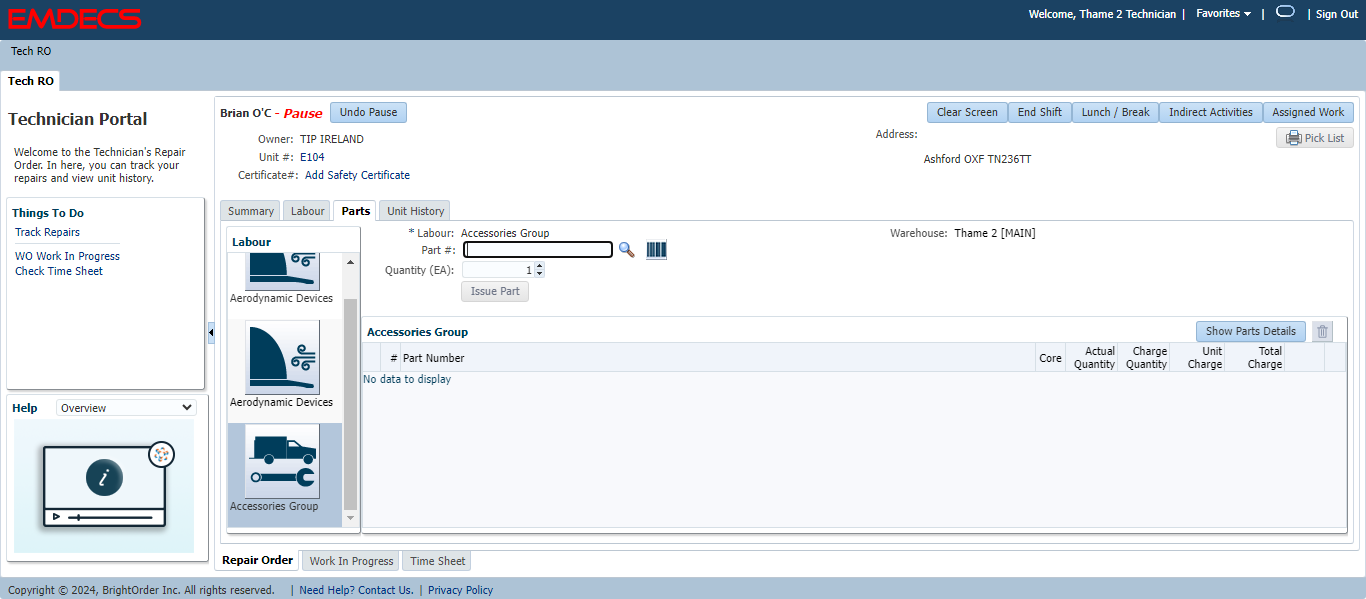 EMDECS
Welcome, Thame 2 Technician | Favorites | | Sign Out
Tech RO
Tech RO
Technician Portal
Welcome to the Technician's Repair
Order. In here, you can track your
repairs and view unit history.
Things To Do
Track Repairs
WO Work In Progress
Check Time Sheet
Help Overview
i
Brian O'C - Pause Undo Pause
Clear Screen End Shift Lunch / Break Indirect Activities Assigned Work
Owner: TIP IRELAND
Unit #: E104
Certificate#: Add Safety Certificate
Address:
Pick List
Ashford OXF TN236TT
Summary Labour Parts Unit History
Labour
Aerodynamic Devices
Aerodynamic Devices
Accessories Group
* Labour: Accessories Group
Warehouse: Thame 2 [MAIN]
Part #:
Quantity (EA): 1
Issue Part
Accessories Group
Show Parts Details
# Part Number Core Actual Quantity Charge Quantity Unit Charge Total Charge
No data to display
Repair Order Work In Progress Time Sheet
Copyright © 2024, BrightOrder Inc. All rights reserved. | Need Help? Contact Us. | Privacy Policy